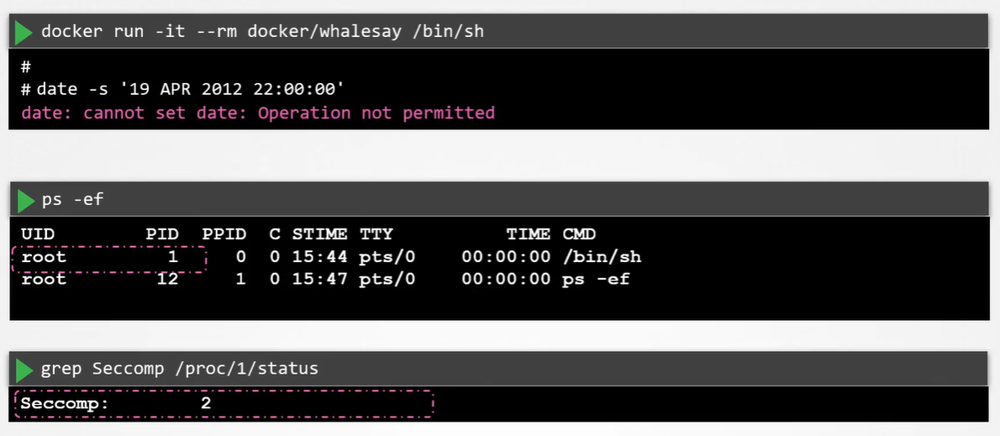 docker run -it --rm docker/whalesay /bin/sh
#
# date -s '19 APR 2012 22:00:00'
date: cannot set date: Operation not permitted
ps -ef
UID PID PPID C STIME TTY TIME CMD
root 1 0 0 15:44 pts/0 00:00:00 /bin/sh
root 12 1 0 15:47 pts/0 00:00:00 ps -ef
grep Seccomp /proc/1/status
Seccomp: 2